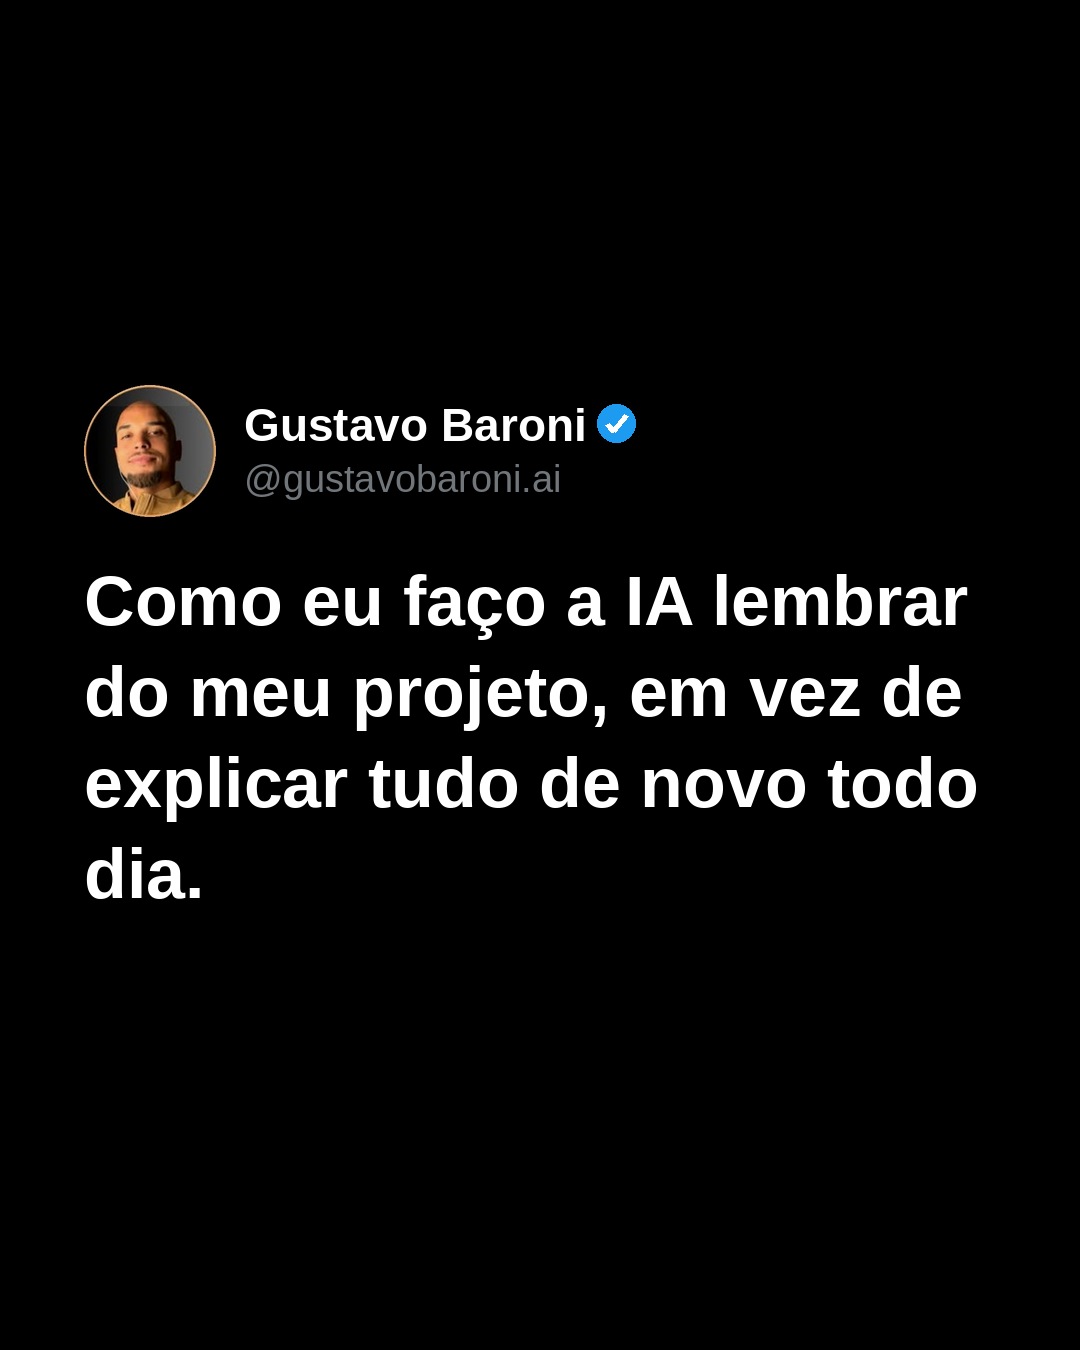 Gustavo Baroni
@gustavobaroni.ai
Como eu faço a IA lembrar
do meu projeto, em vez de
explicar tudo de novo todo
dia.